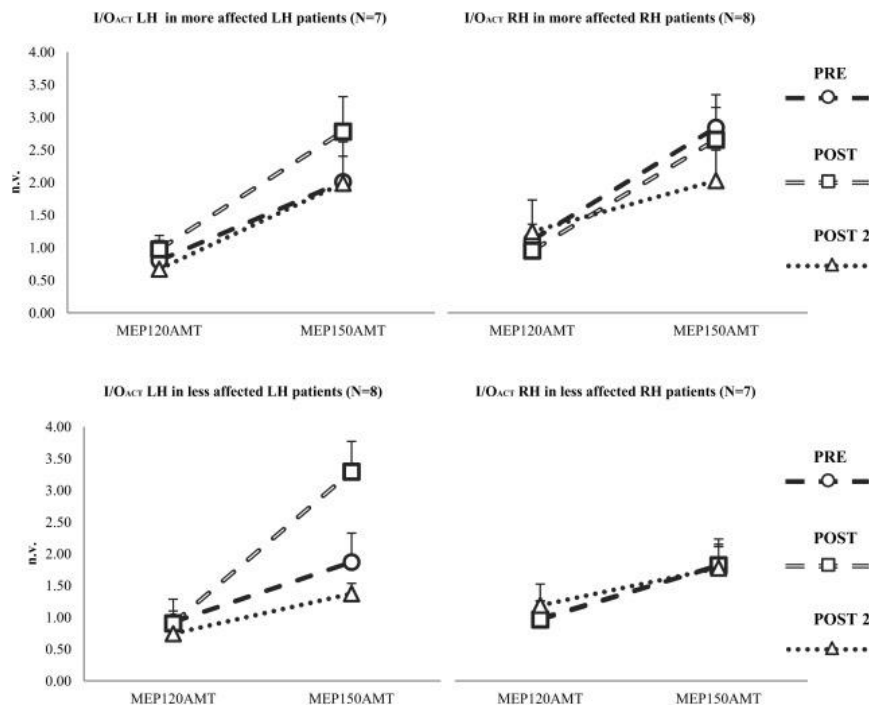 I/OACT LH in more affected LH patients (N=7)
I/OACT RH in more affected RH patients (N=8)
4.00
3.50
3.00
2.50
2.00
1.50
1.00
0.50
0.00
n.v.
MEP120AMT
MEP150AMT
MEP120AMT
MEP150AMT
PRE
POST
POST 2
I/OACT LH in less affected LH patients (N=8)
I/OACT RH in less affected RH patients (N=7)
4.00
3.50
3.00
2.50
2.00
1.50
1.00
0.50
0.00
n.v.
MEP120AMT
MEP150AMT
MEP120AMT
MEP150AMT
PRE
POST
POST 2